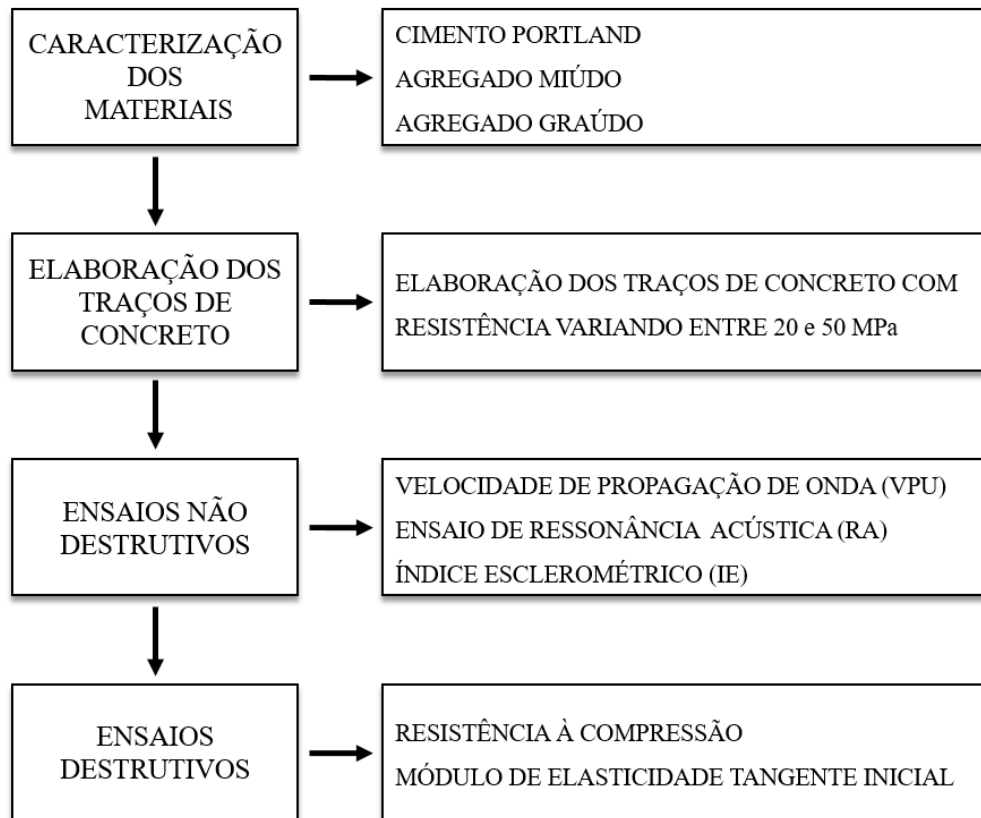 CARACTERIZAÇÃO
DOS
MATERIAIS
CIMENTO PORTLAND
AGREGADO MIÚDO
AGREGADO GRAÚDO
ELABORAÇÃO DOS
TRAÇOS DE
CONCRETO
ELABORAÇÃO DOS TRAÇOS DE CONCRETO COM
RESISTÊNCIA VARIANDO ENTRE 20 e 50 MPa
ENSAIOS NÃO
DESTRUTIVOS
VELOCIDADE DE PROPAGAÇÃO DE ONDA (VPU)
ENSAIO DE RESSONÂNCIA ACÚSTICA (RA)
ÍNDICE ESCLEROMÉTRICO (IE)
ENSAIOS
DESTRUTIVOS
RESISTÊNCIA À COMPRESSÃO
MÓDULO DE ELASTICIDADE TANGENTE INICIAL